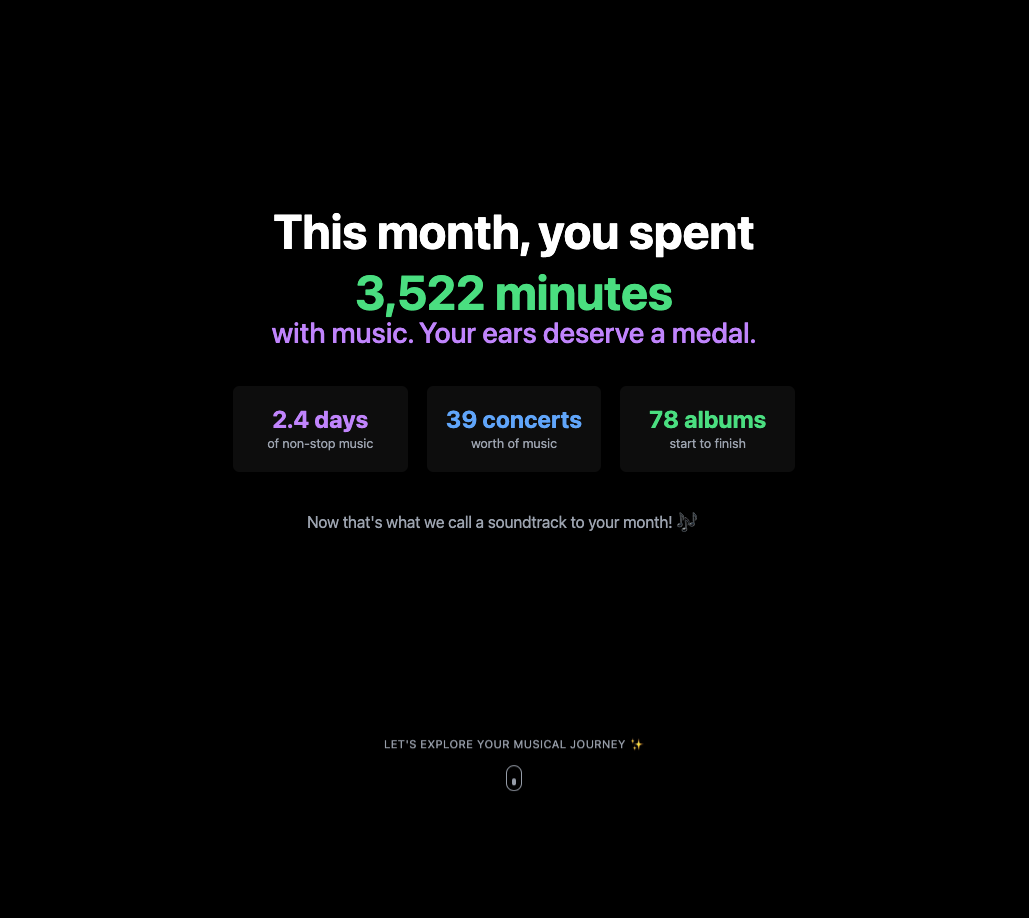 This month, you spent
3,522 minutes
with music. Your ears deserve a medal.
2.4 days
of non-stop music
39 concerts
worth of music
78 albums
start to finish
Now that's what we call a soundtrack to your month! 🎶
LET'S EXPLORE YOUR MUSICAL JOURNEY ✨